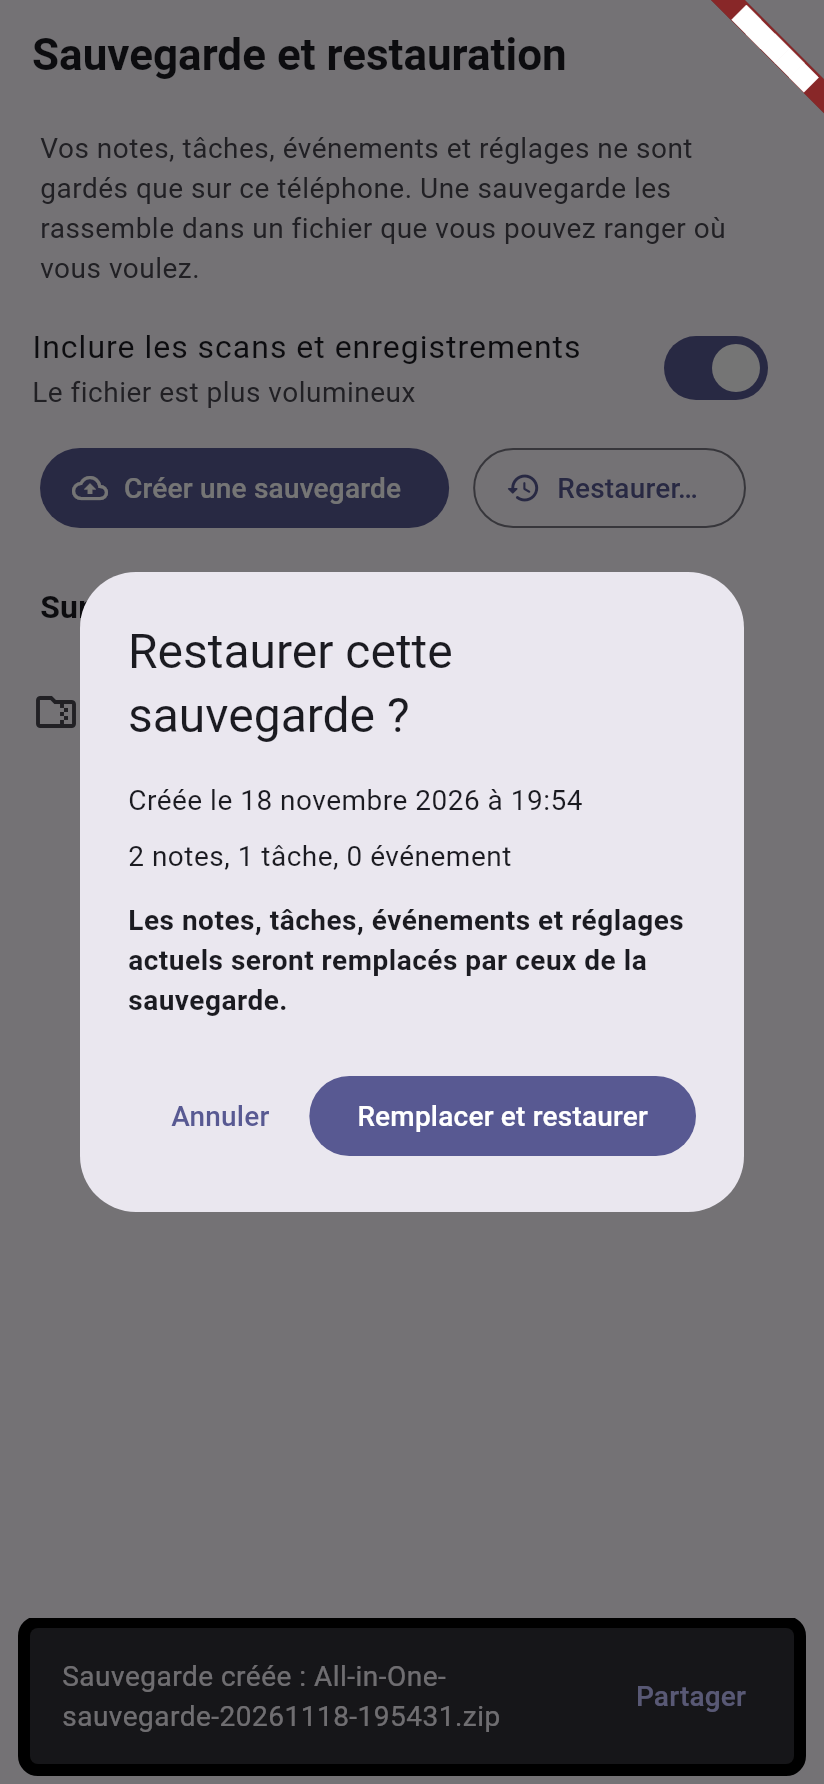 Sauvegarde et restauration
Vos notes, tâches, événements et réglages ne sont
gardés que sur ce téléphone. Une sauvegarde les
rassemble dans un fichier que vous pouvez ranger où
vous voulez.
Inclure les scans et enregistrements
Le fichier est plus volumineux
Créer une sauvegarde
Restaurer…
Restaurer cette
sauvegarde ?
Créée le 18 novembre 2026 à 19:54
2 notes, 1 tâche, 0 événement
Les notes, tâches, événements et réglages
actuels seront remplacés par ceux de la
sauvegarde.
Annuler
Remplacer et restaurer
Sauvegarde créée : All-in-One-
sauvegarde-20261118-195431.zip
Partager